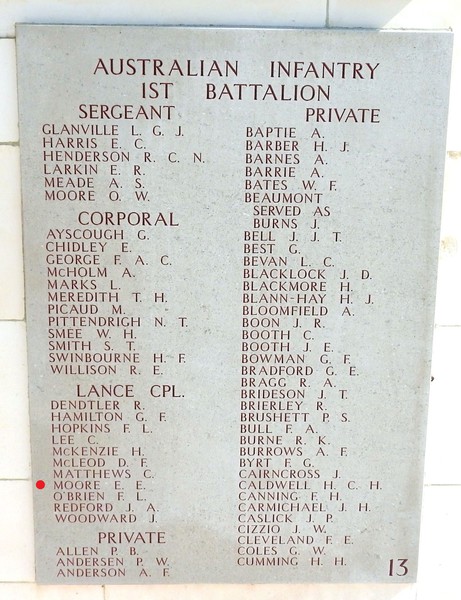 AUSTRALIAN INFANTRY
1ST BATTALION
SERGEANT
GLANVILLE L. G. J.
HARRIS E. C.
HENDERSON R. C. N.
LARKIN E. R.
MEADE A. S.
MOORE O. W.
CORPORAL
AYSCOUGH G.
CHIDLEY E.
GEORGE F. A. C.
McHOLM A.
MARKS L.
MEREDITH T. H.
PICAUD M.
PITTENDRIGH N. T.
SMEE W. H.
SMITH S. T.
SWINBOURNE H. F.
WILLISON R. E.
LANCE CPL.
DENDTLER R.
HAMILTON G. F.
HOPKINS F. L.
LEE C.
McKENZIE H.
McLEOD D. F.
MATTHEWS C.
MOORE E. E.
O'BRIEN F. L.
REDFORD J. A.
WOODWARD J.
PRIVATE
ALLEN P. B.
ANDERSEN P. W.
ANDERSON A. F.
PRIVATE
BAPTIE A.
BARBER H. J.
BARNES A.
BARRIE A.
BATES W. F.
BEAUMONT
SERVED AS
BURNS J.
BELL J. J. T.
BEST G.
BEVAN L. C.
BLACKLOCK J. D.
BLACKMORE H.
BLANN-HAY H. J.
BLOOMFIELD A.
BOON J. R.
BOOTH C.
BOOTH J. E.
BOWMAN G. F.
BRADFORD G. E.
BRAGG R. A.
BRIDESON J. T.
BRIERLEY R.
BRUSHETT P. S.
BULL F. A.
BURNE R. K.
BURROWS A. F.
BYRT F. G.
CAIRNCROSS J.
CALDWELL H. C. H.
CANNING F. H.
CARMICHAEL J. H.
CASLICK J. P.
CIZZIO J. W.
CLEVELAND F. E.
COLES G. W.
CUMMING H. H.
13